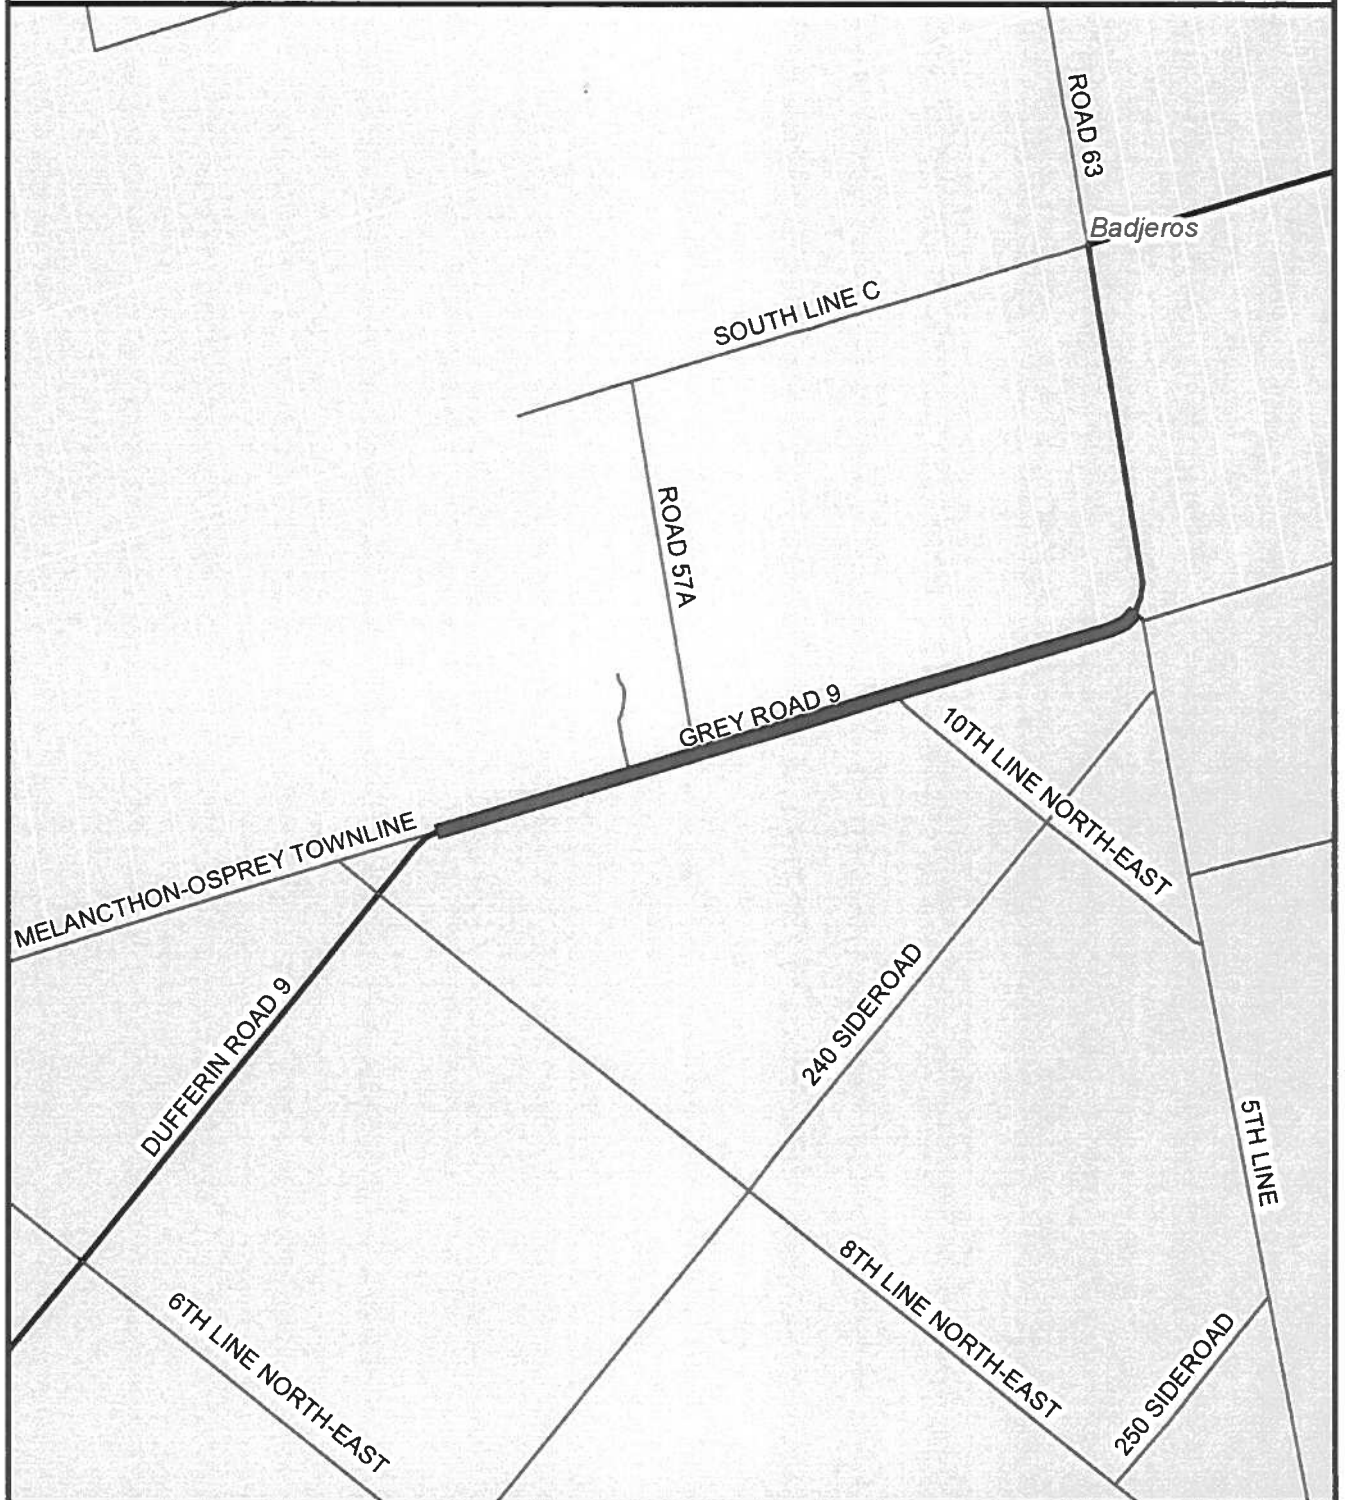 ROAD 63
Badjeros
SOUTH LINE C
ROAD 57A
GREY ROAD 9
10TH LINE NORTH-EAST
MELANCTHON-OSPREY TOWNLINE
240 SIDEROAD
DUFFERIN ROAD 9
5TH LINE
8TH LINE NORTH-EAST
6TH LINE NORTH-EAST
250 SIDEROAD